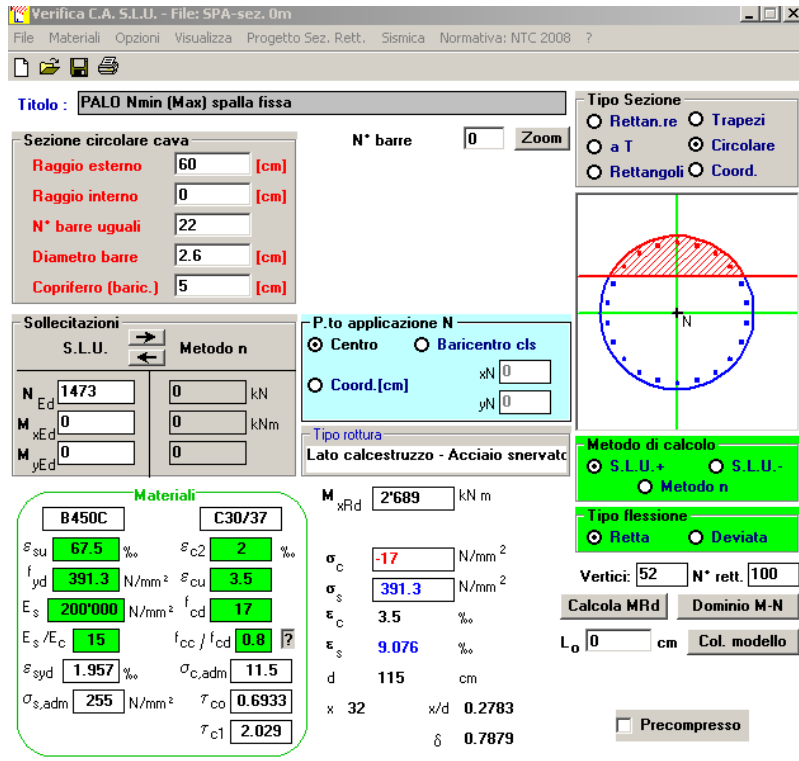 Verifica C.A. S.L.U. - File: SPA-sez. 0m
File Materiali Opzioni Visualizza Progetto Sez. Rett. Sismica Normativa: NTC 2008 ?
Titolo : PALO Nmin (Max) spalla fissa
Sezione circolare cava
Raggio esterno 60 [cm]
Raggio interno 0 [cm]
N° barre uguali 22
Diametro barre 2.6 [cm]
Copriferro (baric.) 5 [cm]
N° barre 0 Zoom
Tipo Sezione
Rettan.re Trapezi
a T Circolare
Rettangoli Coord.
N
Sollecitazioni
S.L.U. Metodo n
N Ed 1473 0 kN
M xEd 0 0 kNm
M yEd 0 0
P.to applicazione N
Centro Baricentro cls
Coord.[cm] xN 0
yN 0
Tipo rottura
Lato calcestruzzo - Acciaio snervato
Metodo di calcolo
S.L.U.+ S.L.U.-
Metodo n
Tipo flessione
Retta Deviata
Materiali
B450C C30/37
εsu 67.5 ‰ εc2 2 ‰
fyd 391.3 N/mm² εcu 3.5
Es 200'000 N/mm² fcd 17
Es/Ec 15 fcc / fcd 0.8 ?
εsyd 1.957 ‰ σc,adm 11.5
σs,adm 255 N/mm² τco 0.6933
τc1 2.029
M xRd 2'689 kN m
σc -17 N/mm²
σs 391.3 N/mm²
εc 3.5 ‰
εs 9.076 ‰
d 115 cm
x 32 x/d 0.2783
δ 0.7879
Vertici: 52 N° rett. 100
Calcola MRd Dominio M-N
Lo 0 cm Col. modello
Precompresso